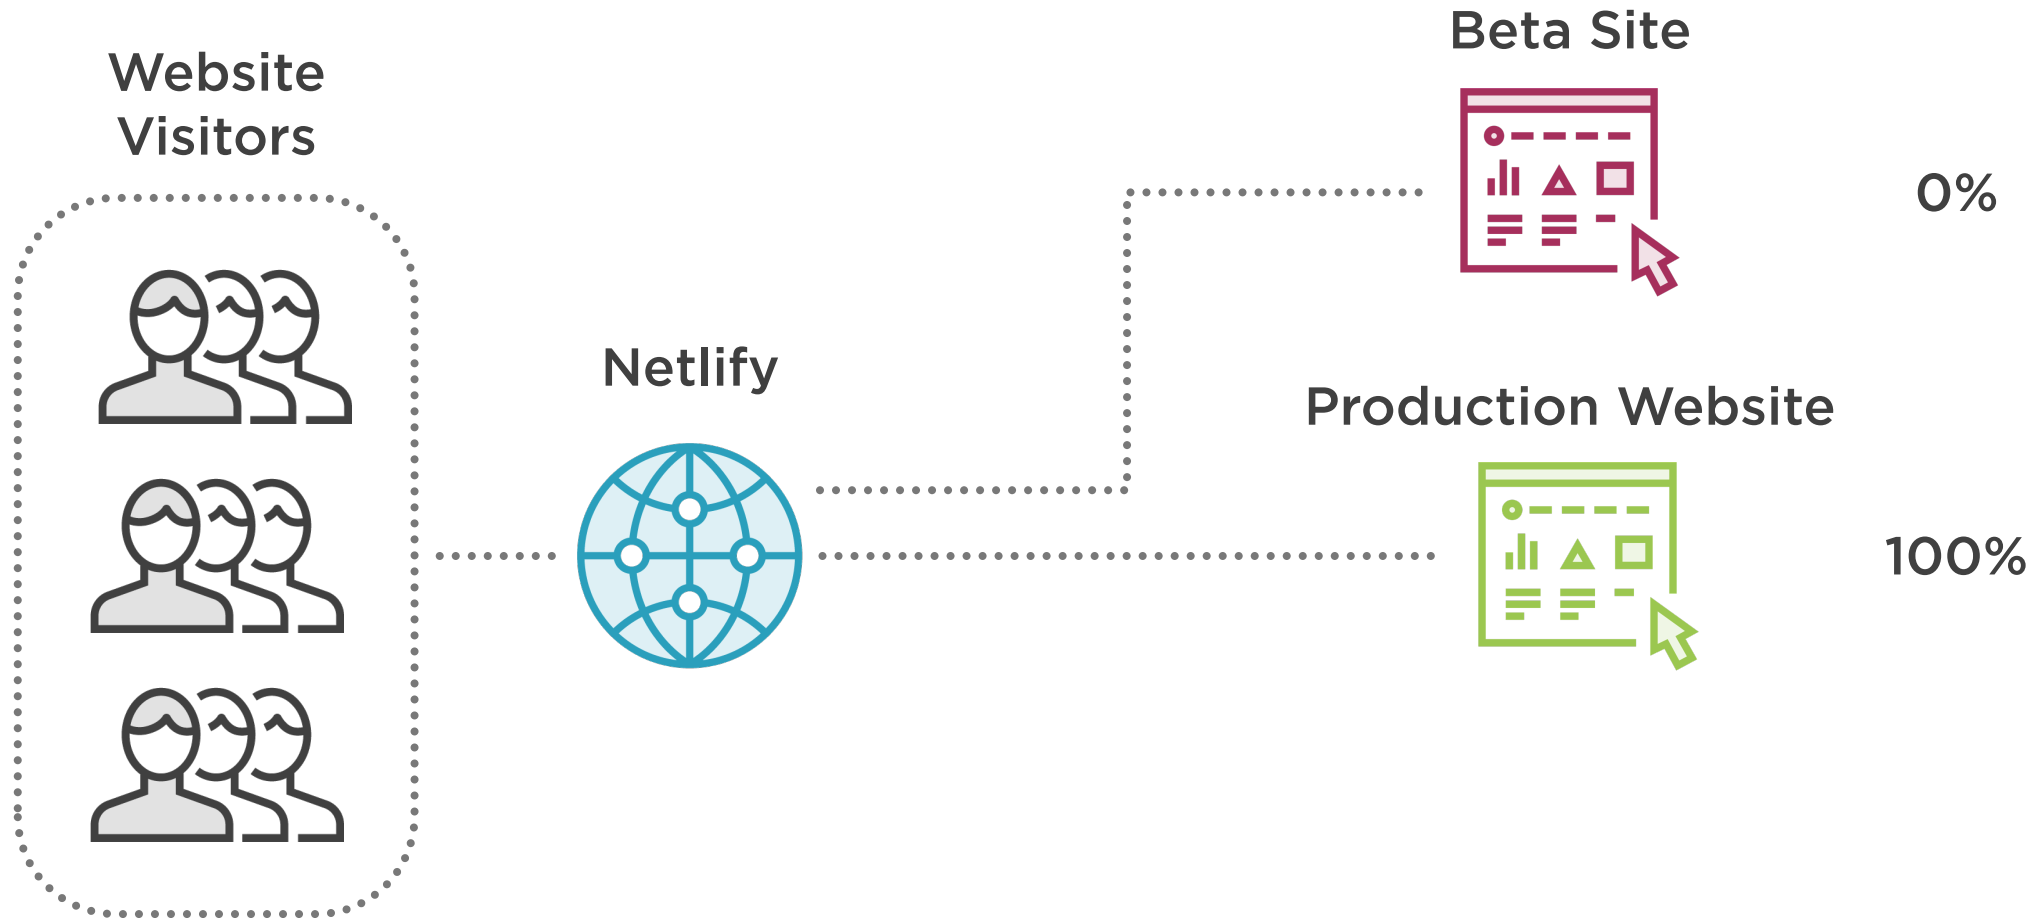 Website
Visitors
Netlify
Beta Site
0%
Production Website
100%